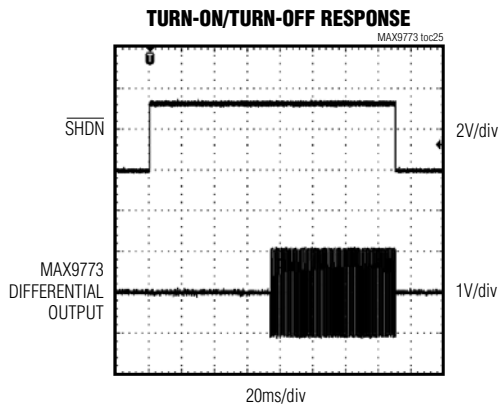 TURN-ON/TURN-OFF RESPONSE
MAX9773 toc25
T
SHDN
2V/div
MAX9773
DIFFERENTIAL
OUTPUT
1V/div
20ms/div